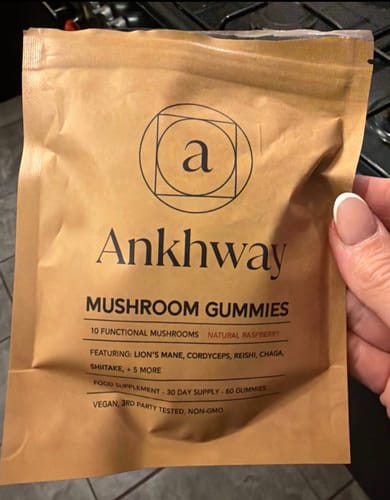 a
Ankhway
MUSHROOM GUMMIES
10 FUNCTIONAL MUSHROOMS NATURAL RASPBERRY
FEATURING: LION'S MANE, CORDYCEPS, REISHI, CHAGA,
SHIITAKE, + 5 MORE
FOOD SUPPLEMENT - 30 DAY SUPPLY - 60 GUMMIES
VEGAN, 3RD PARTY TESTED, NON-GMO